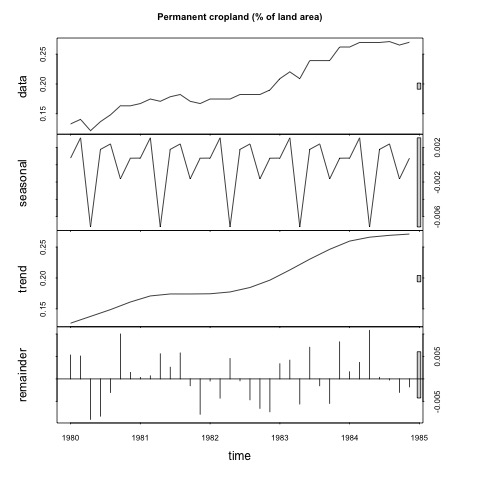 Permanent cropland (% of land area)
data
0.15 0.20 0.25
seasonal
-0.006 -0.002 0.002
trend
0.15 0.20 0.25
remainder
-0.005 0.005
1980 1981 1982 1983 1984 1985
time